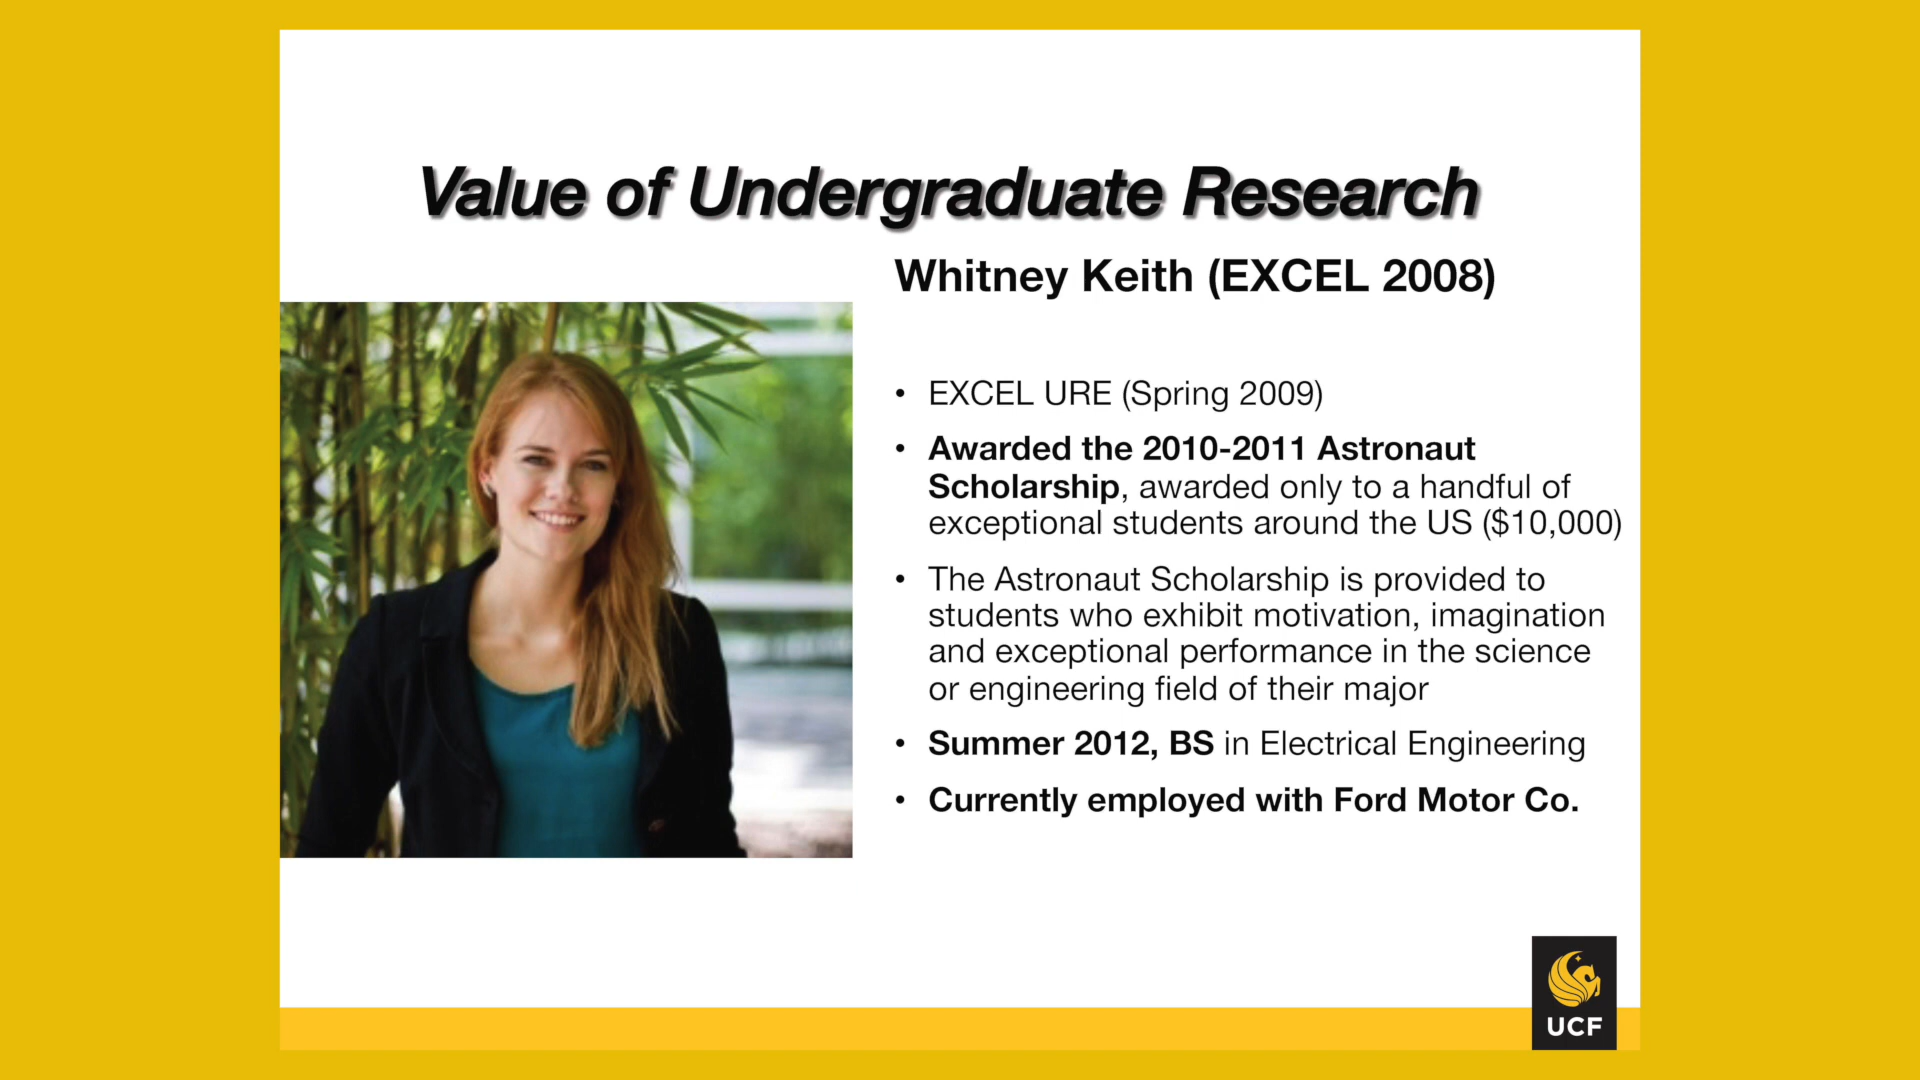 Value of Undergraduate Research
Whitney Keith (EXCEL 2008)
• EXCEL URE (Spring 2009)
• Awarded the 2010-2011 Astronaut
Scholarship, awarded only to a handful of
exceptional students around the US ($10,000)
• The Astronaut Scholarship is provided to
students who exhibit motivation, imagination
and exceptional performance in the science
or engineering field of their major
• Summer 2012, BS in Electrical Engineering
• Currently employed with Ford Motor Co.
UCF